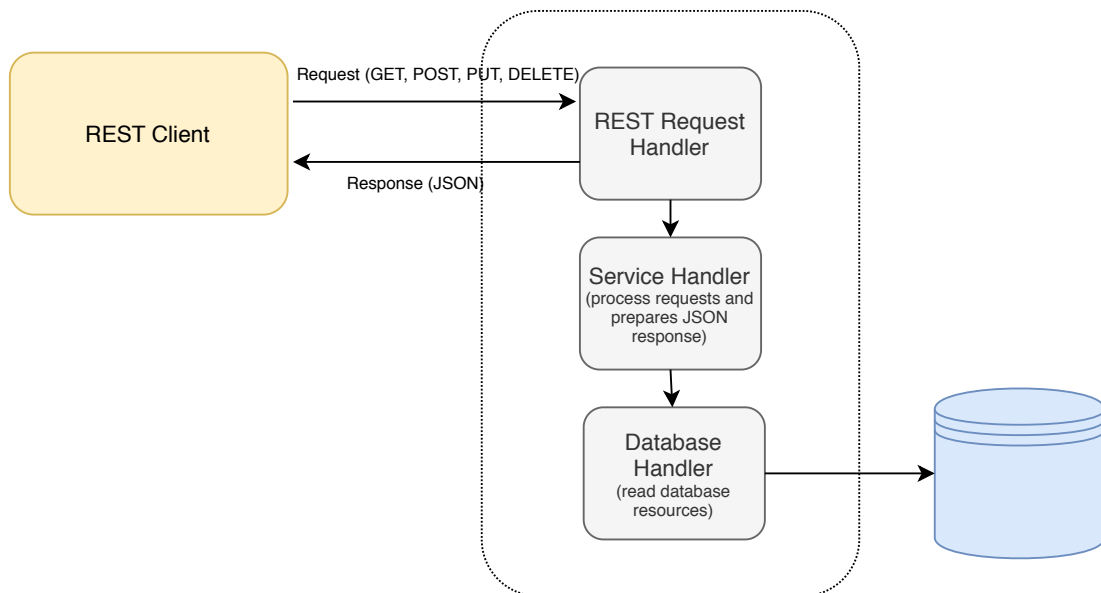 Request (GET, POST, PUT, DELETE)
REST Client
REST Request
Handler
Response (JSON)
Service Handler
(process requests and
prepares JSON
response)
Database
Handler
(read database
resources)